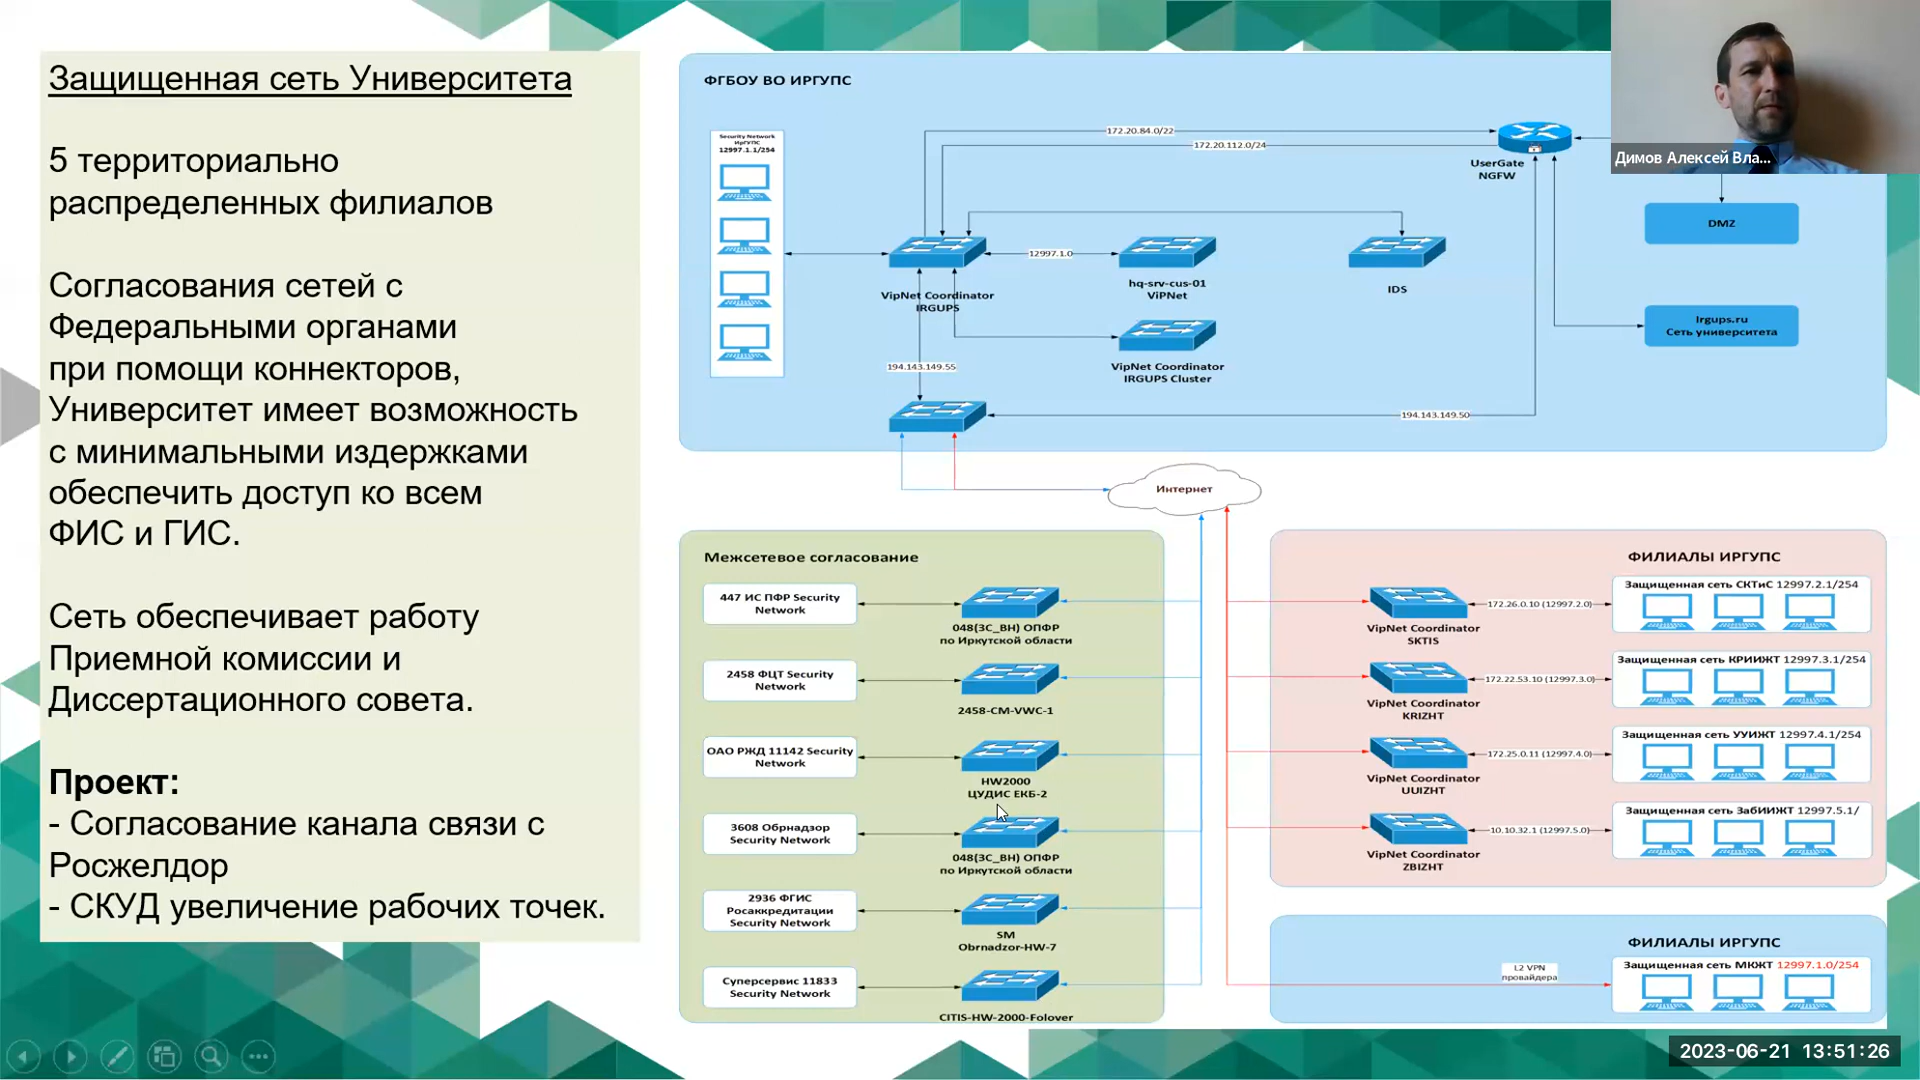 Защищенная сеть Университета
5 территориально
распределенных филиалов
Согласования сетей с
Федеральными органами
при помощи коннекторов,
Университет имеет возможность
с минимальными издержками
обеспечить доступ ко всем
ФИС и ГИС.
Сеть обеспечивает работу
Приемной комиссии и
Диссертационного совета.
Проект:
- Согласование канала связи с
Росжелдор
- СКУД увеличение рабочих точек.
ФГБОУ ВО ИРГУПС
Security Network
ИрГУПС
12997.1.1/254
172.20.84.0/22
172.20.112.0/24
UserGate
NGFW
Димов Алексей Вла...
DMZ
VipNet Coordinator
IRGUPS
12997.1.0
hq-srv-cus-01
ViPNet
IDS
Irgups.ru
Сеть университета
VipNet Coordinator
IRGUPS Cluster
194.143.149.55
194.143.149.50
Интернет
Межсетевое согласование
447 ИС ПФР Security
Network
048(ЗС_ВН) ОПФР
по Иркутской области
2458 ФЦТ Security
Network
2458-CM-VWC-1
ОАО РЖД 11142 Security
Network
HW2000
ЦУДИС ЕКБ-2
3608 Обрнадзор
Security Network
048(ЗС_ВН) ОПФР
по Иркутской области
2936 ФГИС
Росаккредитации
Security Network
SM
Obrnadzor-HW-7
Суперсервис 11833
Security Network
CITIS-HW-2000-Folover
ФИЛИАЛЫ ИРГУПС
VipNet Coordinator
SKTIS
172.26.0.10 (12997.2.0)
Защищенная сеть СКТиС 12997.2.1/254
VipNet Coordinator
KRIZHT
172.22.53.10 (12997.3.0)
Защищенная сеть КРИИЖТ 12997.3.1/254
VipNet Coordinator
UUIZHT
172.25.0.11 (12997.4.0)
Защищенная сеть УУИЖТ 12997.4.1/254
VipNet Coordinator
ZBIZHT
10.10.32.1 (12997.5.0)
Защищенная сеть ЗабИИЖТ 12997.5.1/
ФИЛИАЛЫ ИРГУПС
L2 VPN
провайдера
Защищенная сеть МКЖТ 12997.1.0/254
2023-06-21 13:51:26